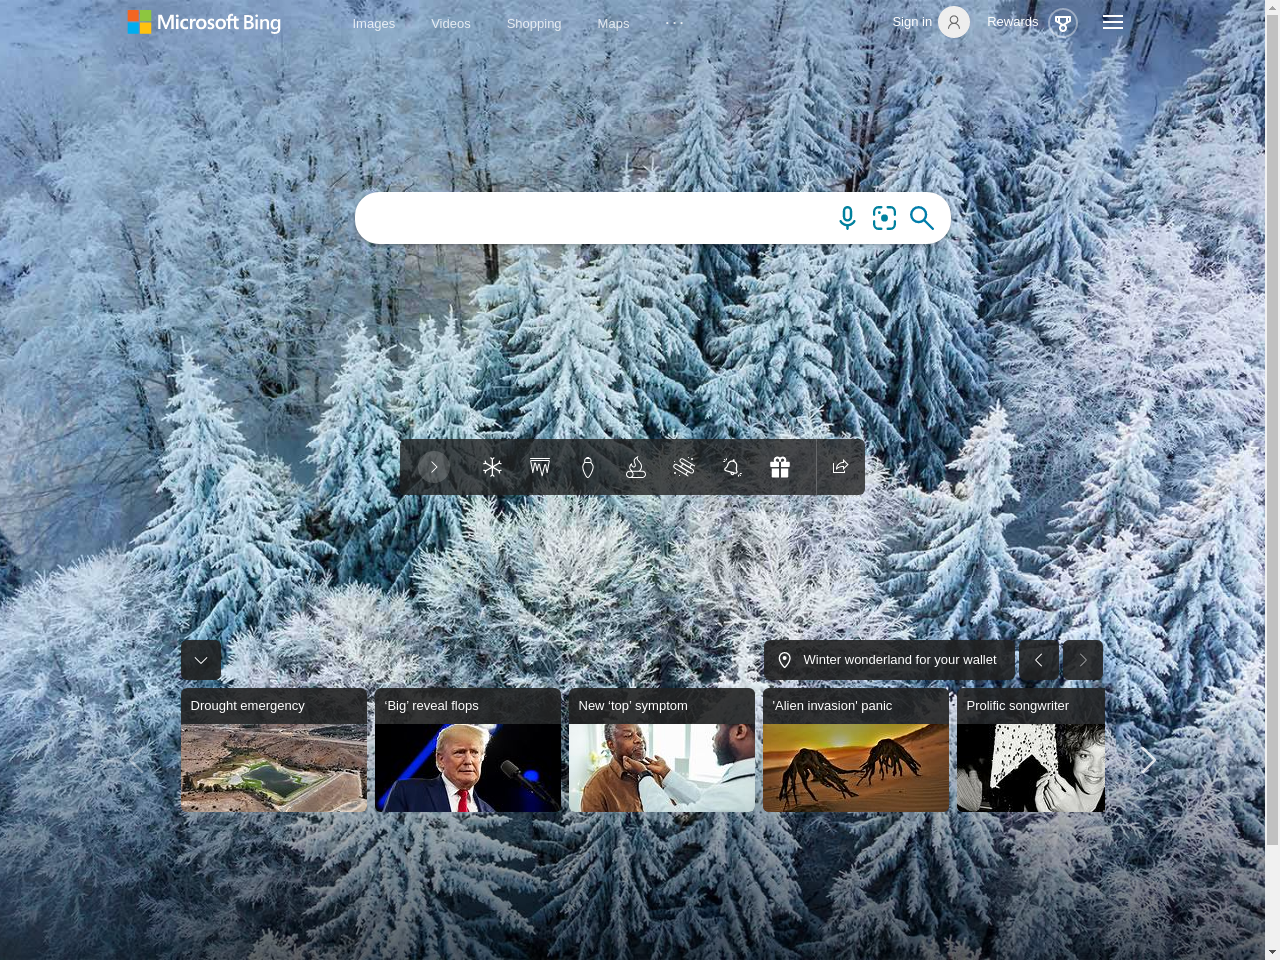 Microsoft Bing
Images
Videos
Shopping
Maps
Sign in
Rewards
Winter wonderland for your wallet
Drought emergency
'Big' reveal flops
New 'top' symptom
'Alien invasion' panic
Prolific songwriter